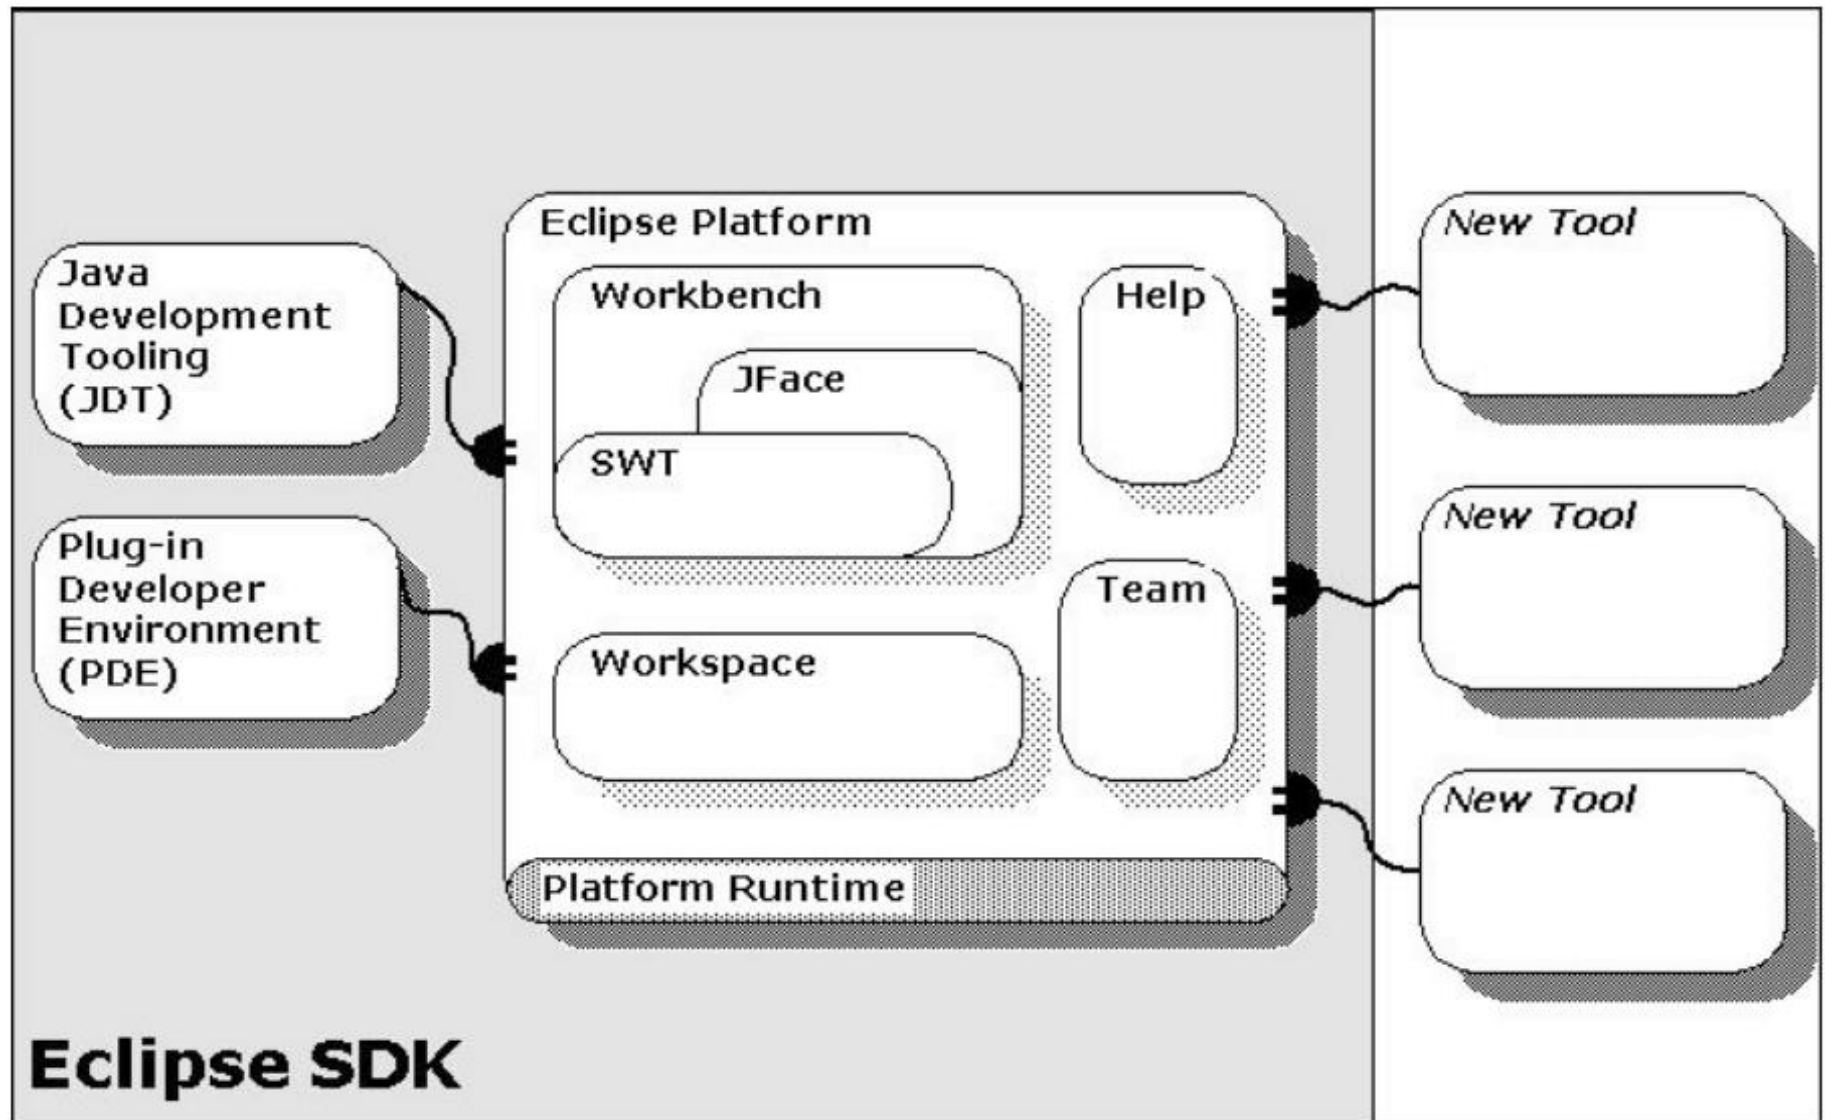 Java
Development
Tooling
(JDT)
Plug-in
Developer
Environment
(PDE)
Eclipse Platform
Workbench
JFace
SWT
Workspace
Help
Team
Platform Runtime
New Tool
New Tool
New Tool
Eclipse SDK